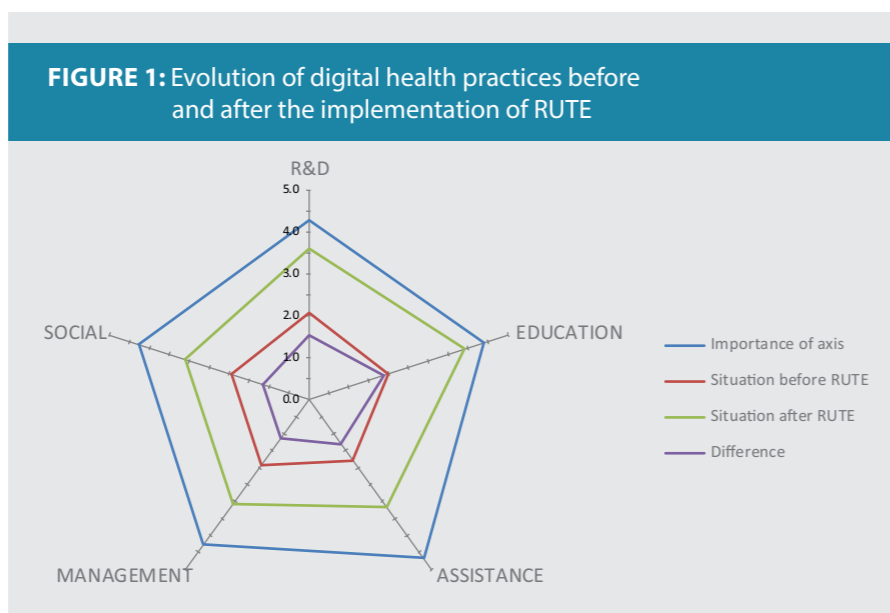 FIGURE 1: Evolution of digital health practices before
and after the implementation of RUTE
R&D
5.0
4.0
3.0
2.0
1.0
0.0
SOCIAL
EDUCATION
MANAGEMENT
ASSISTANCE
Importance of axis
Situation before RUTE
Situation after RUTE
Difference